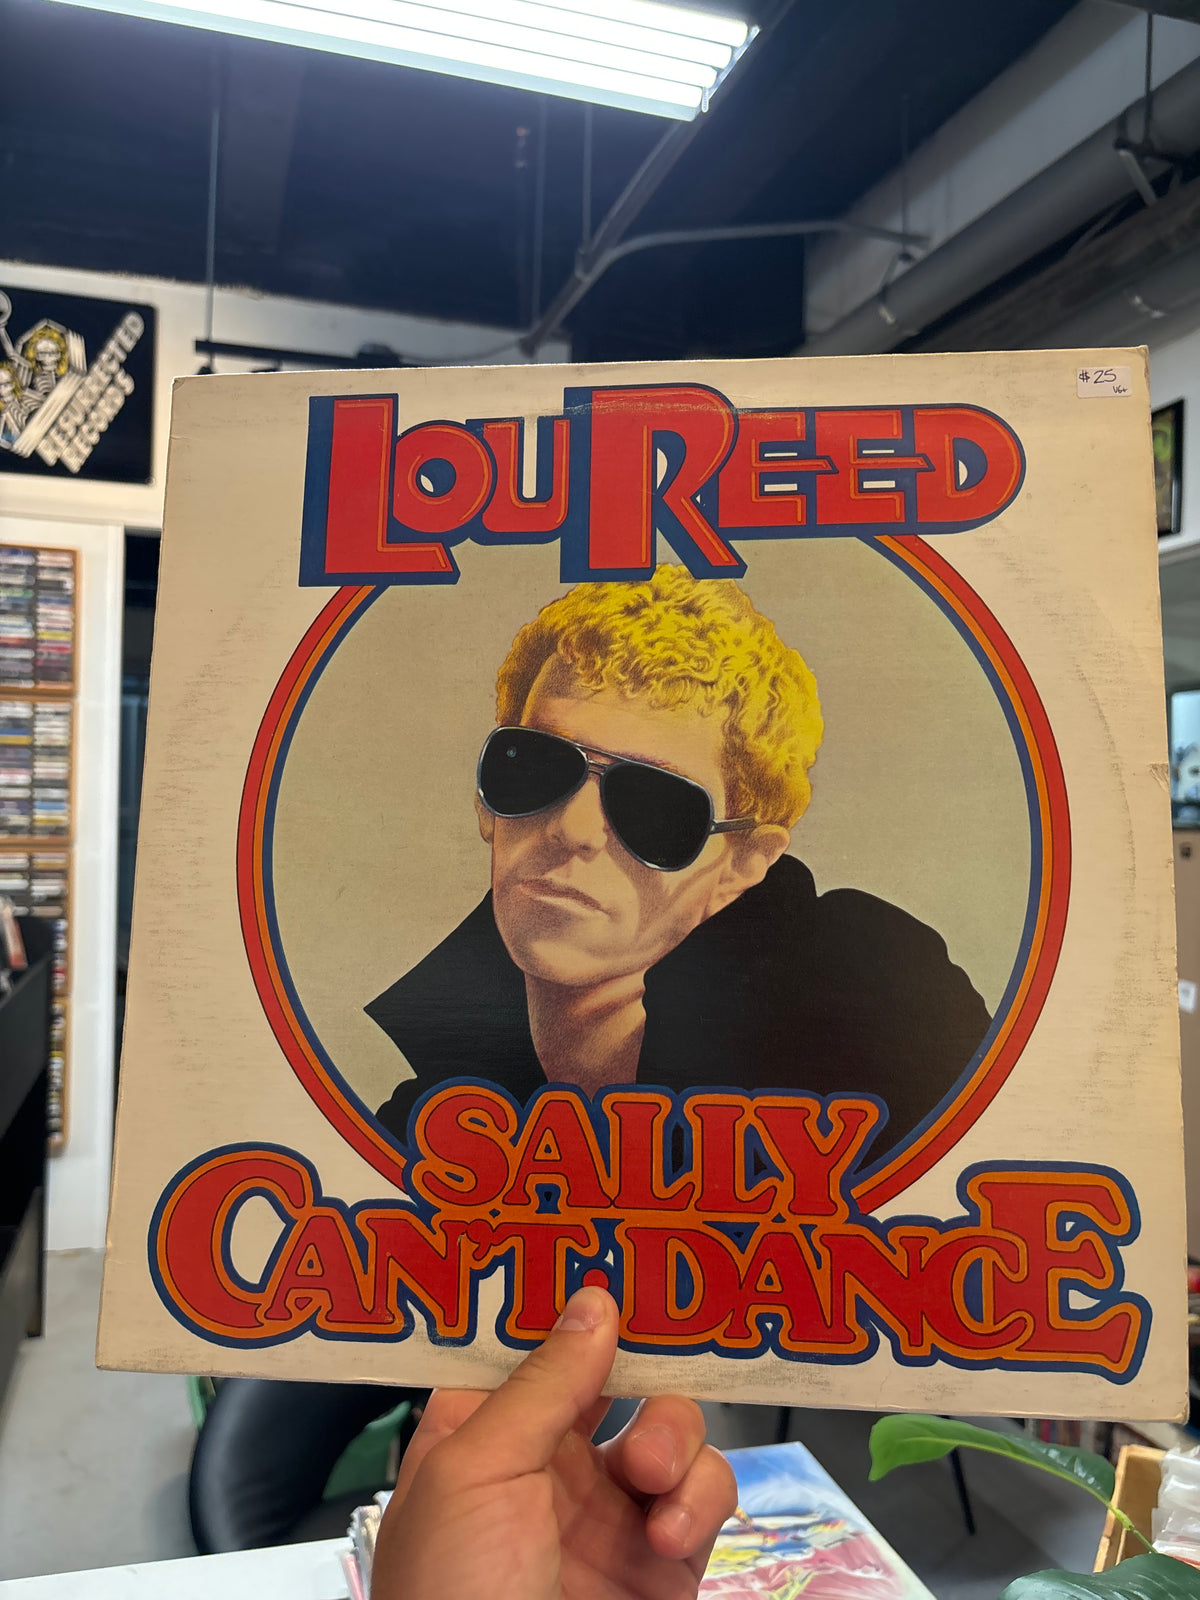 RESURRECTED
RECORDS
$25
VG+
LOU REED
SALLY
CAN'T DANCE